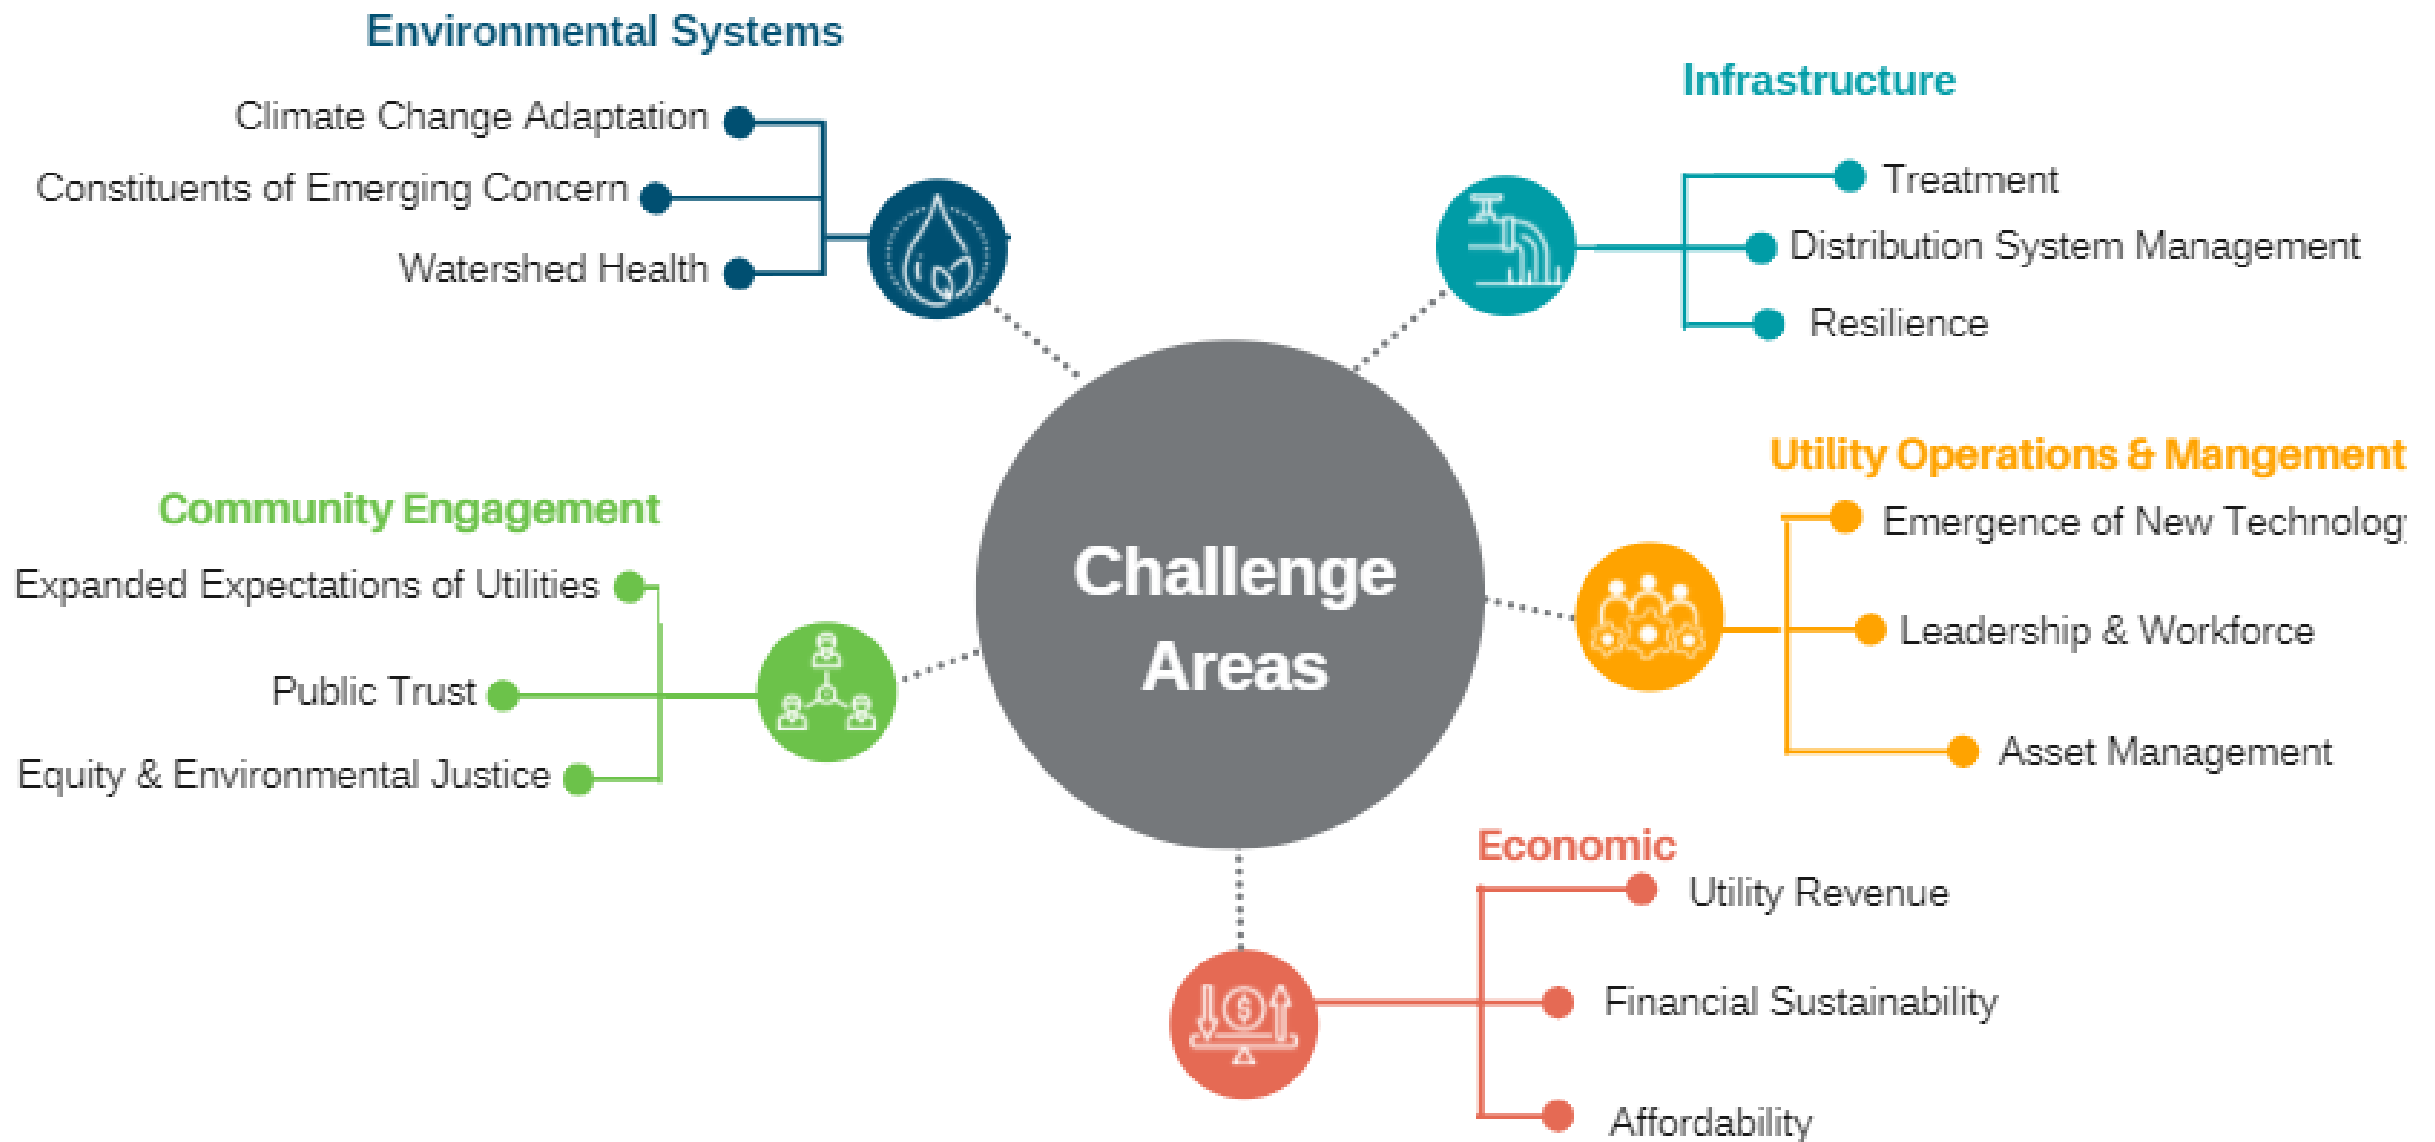 Environmental Systems
Climate Change Adaptation
Constituents of Emerging Concern
Watershed Health
Infrastructure
Treatment
Distribution System Management
Resilience
Challenge
Areas
Community Engagement
Expanded Expectations of Utilities
Public Trust
Equity & Environmental Justice
Utility Operations & Mangement
Emergence of New Technology
Leadership & Workforce
Asset Management
Economic
Utility Revenue
$
Financial Sustainability
Affordability